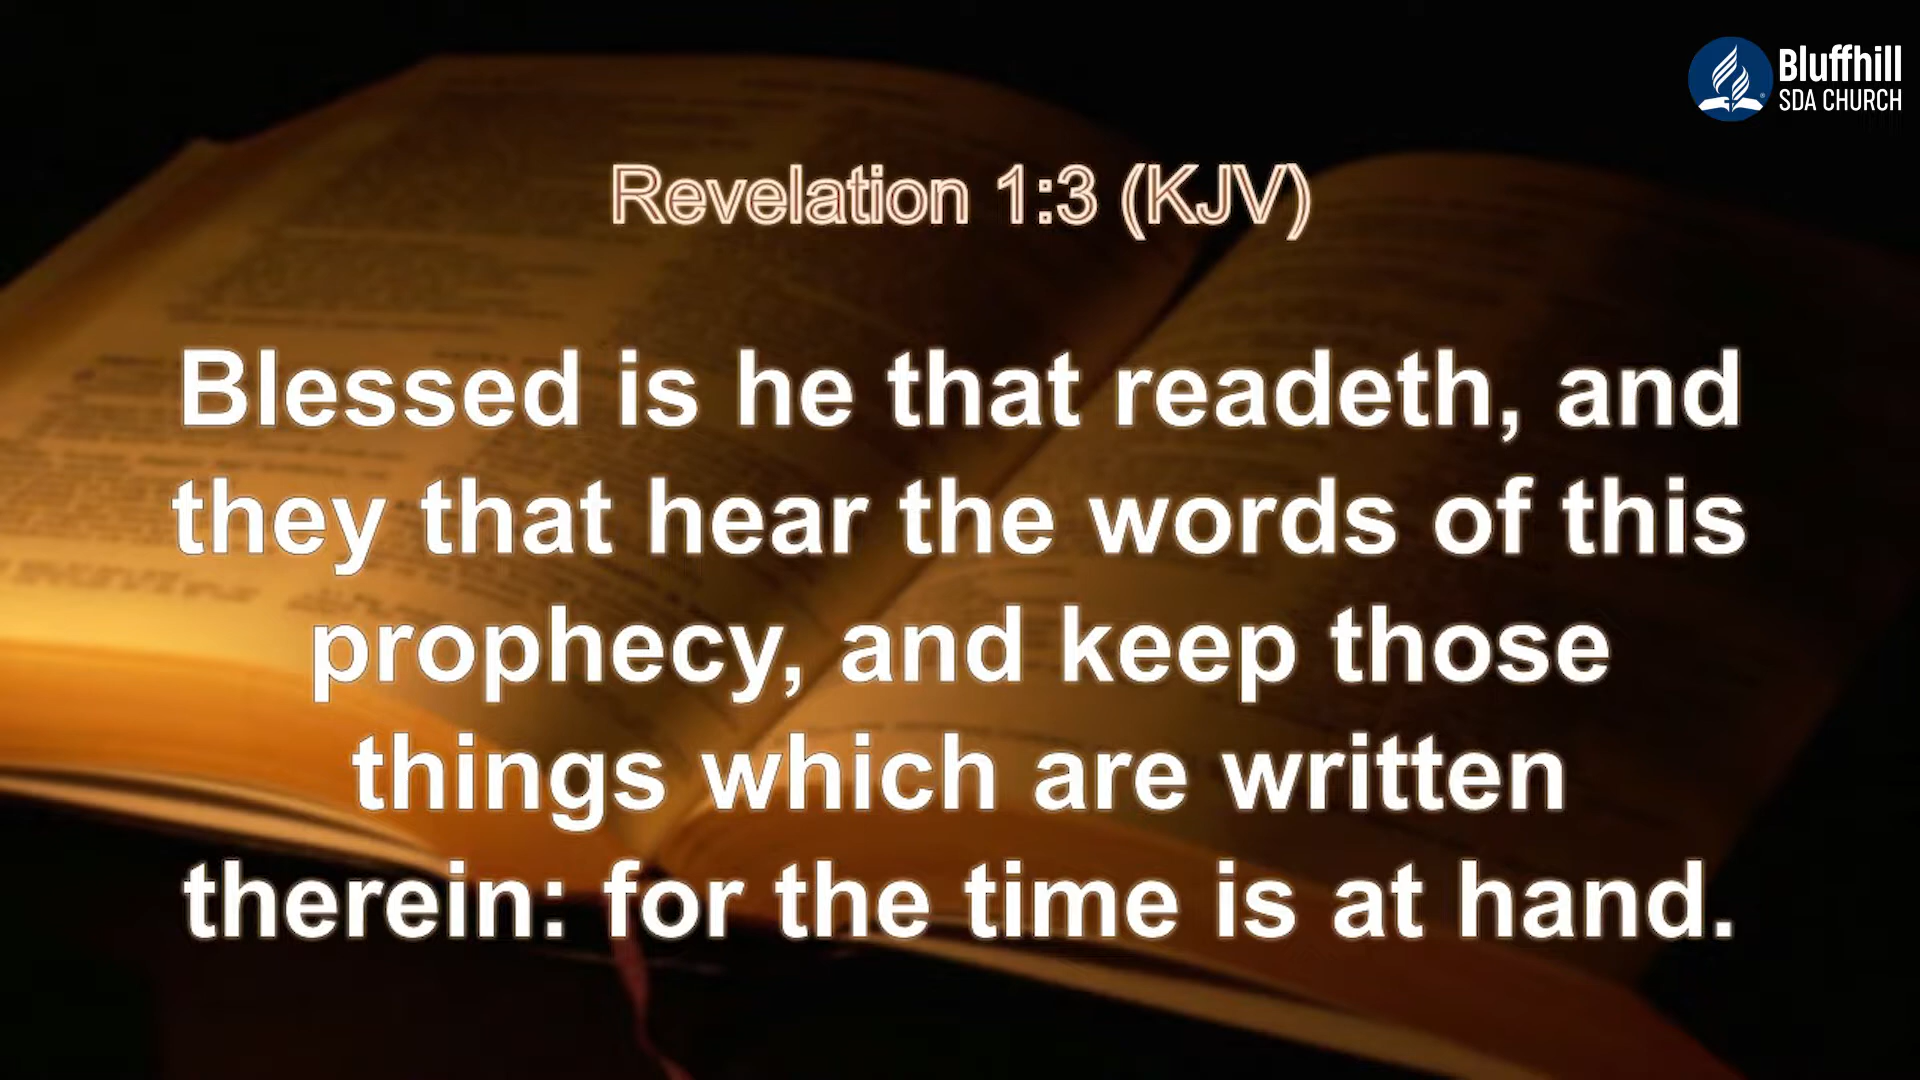 Bluffhill
SDA CHURCH
Revelation 1:3 (KJV)
Blessed is he that readeth, and
they that hear the words of this
prophecy, and keep those
things which are written
therein: for the time is at hand.